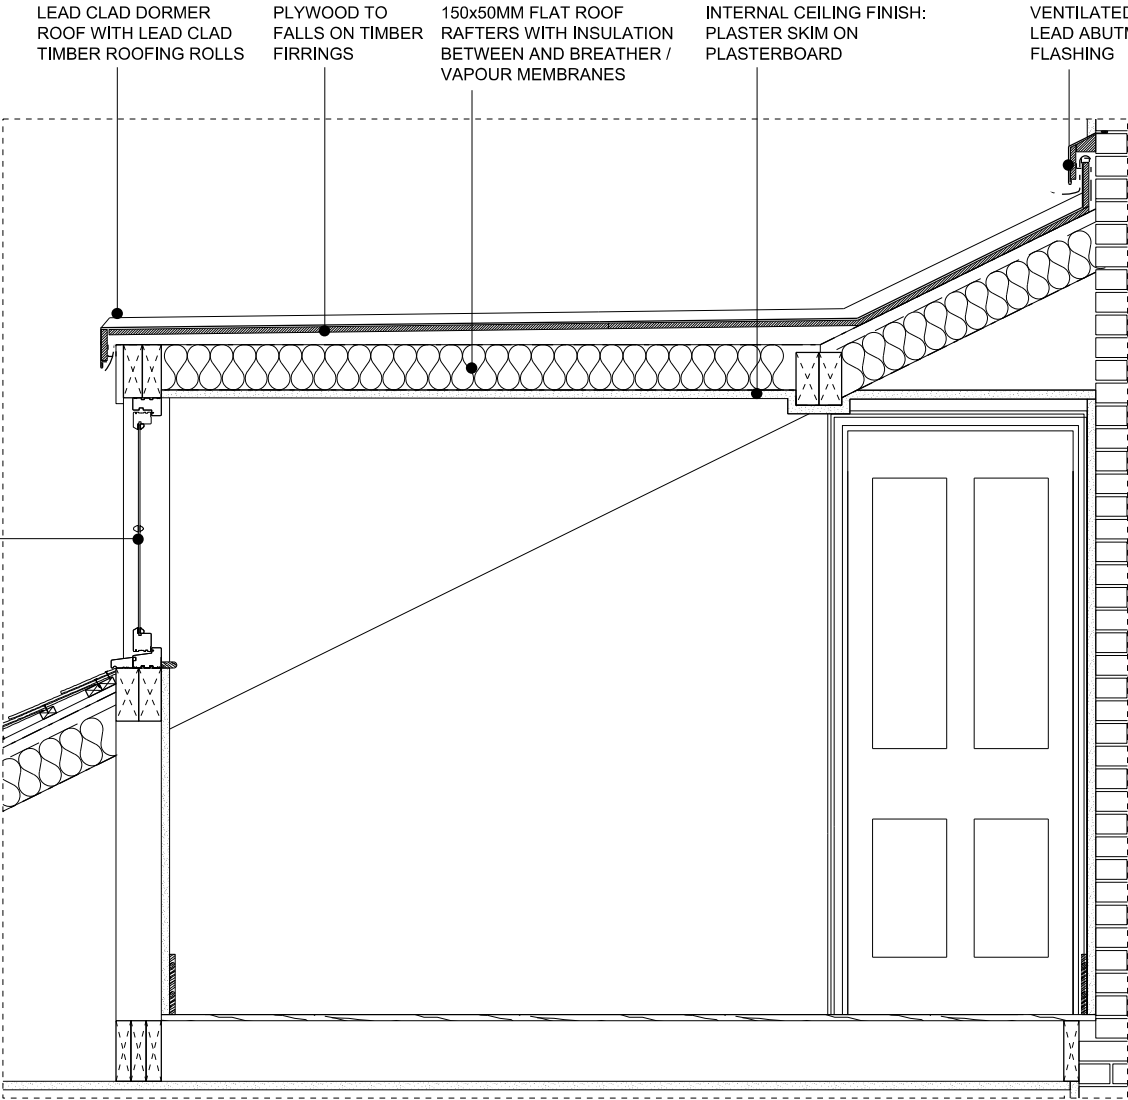 LEAD CLAD DORMER
ROOF WITH LEAD CLAD
TIMBER ROOFING ROLLS
PLYWOOD TO
FALLS ON TIMBER
FIRRINGS
150x50MM FLAT ROOF
RAFTERS WITH INSULATION
BETWEEN AND BREATHER /
VAPOUR MEMBRANES
INTERNAL CEILING FINISH:
PLASTER SKIM ON
PLASTERBOARD
VENTILATED
LEAD
FLASHING